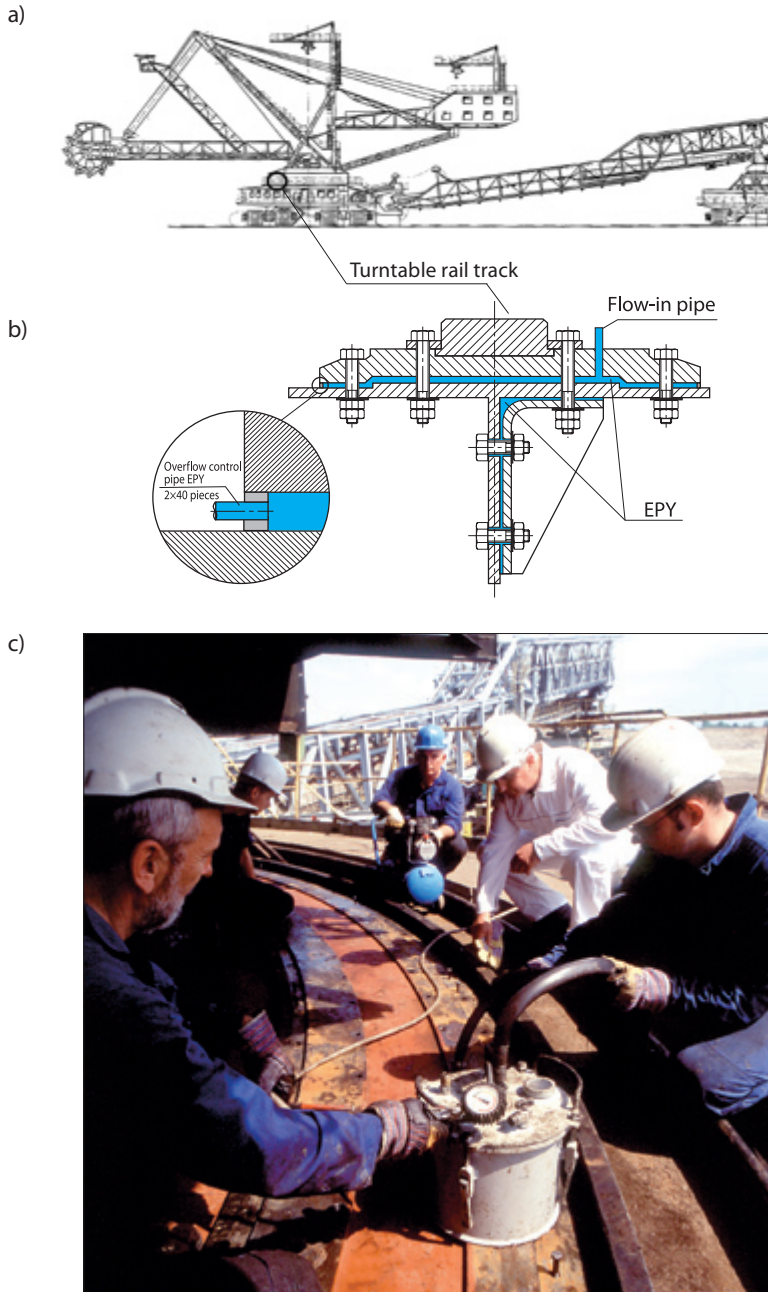 a)
Turntable rail track
b)
Flow-in pipe
Overflow control
pipe EPY
2×40 pieces
EPY
c)